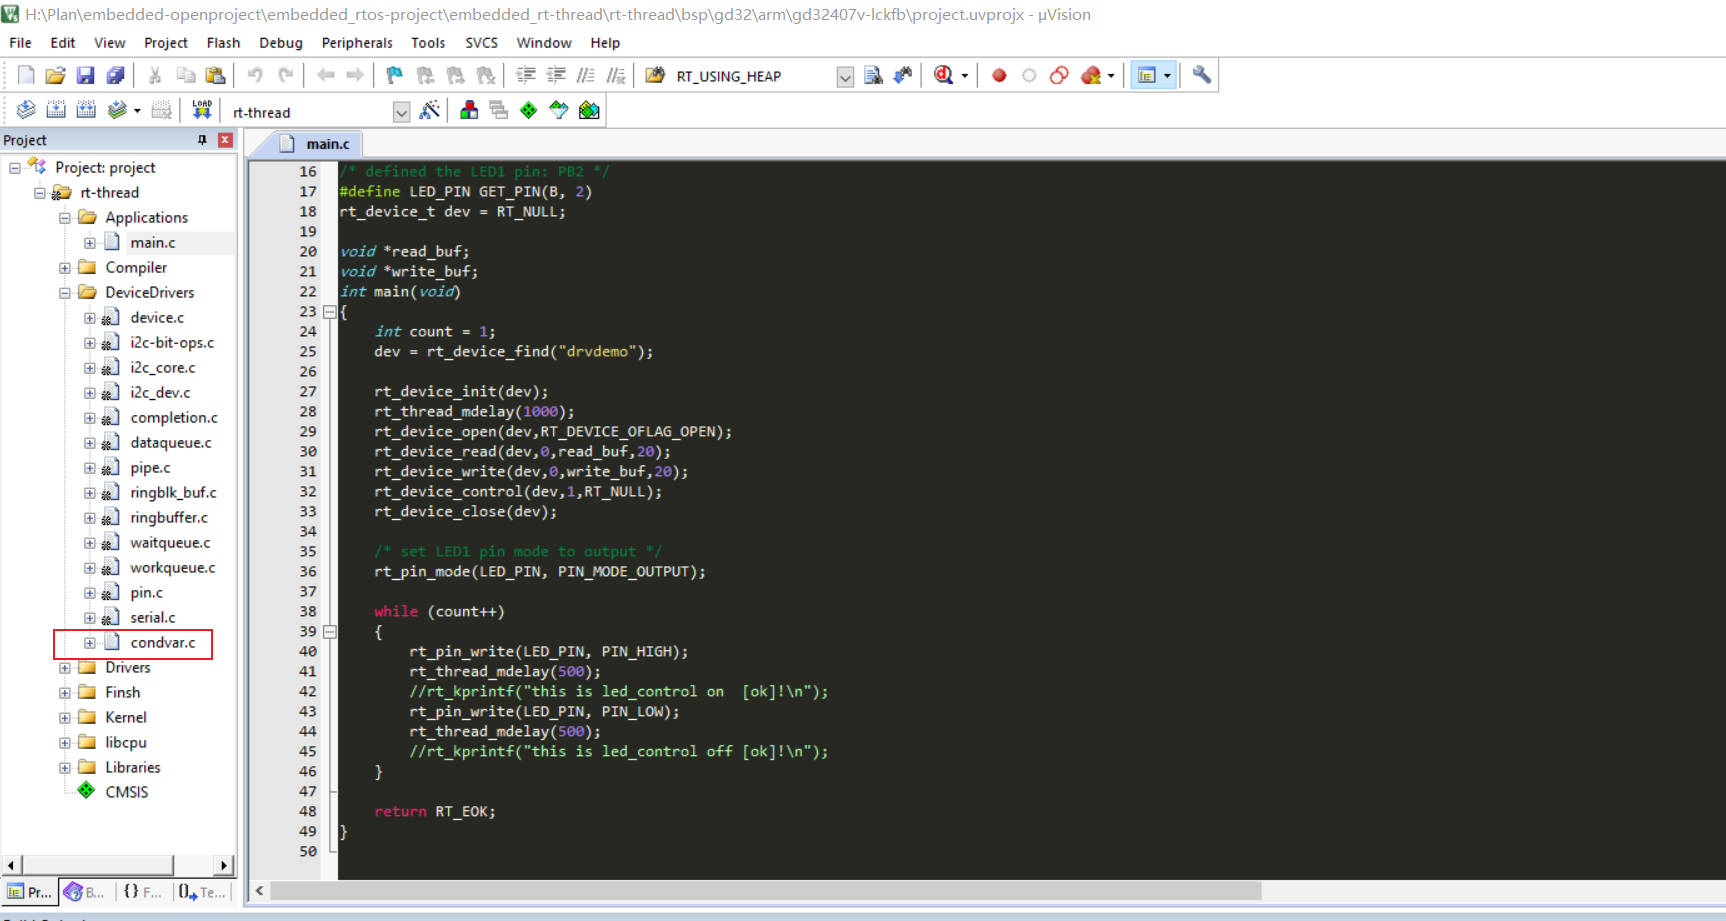 H:\Plan\embedded-openproject\embedded_rtos-project\embedded_rt-thread\rt-thread\bsp\gd32\arm\gd32407v-lckfb\project.uvprojx - µVision
File Edit View Project Flash Debug Peripherals Tools SVCS Window Help
RT_USING_HEAP
LOAD rt-thread
Project
main.c
Project: project
rt-thread
Applications
main.c
Compiler
DeviceDrivers
device.c
i2c-bit-ops.c
i2c_core.c
i2c_dev.c
completion.c
dataqueue.c
pipe.c
ringblk_buf.c
ringbuffer.c
waitqueue.c
workqueue.c
pin.c
serial.c
condvar.c
Drivers
Finsh
Kernel
libcpu
Libraries
CMSIS
Pr... B... {} F... Te...
16 /* defined the LED1 pin: PB2 */
17 #define LED_PIN GET_PIN(B, 2)
18 rt_device_t dev = RT_NULL;
19
20 void *read_buf;
21 void *write_buf;
22 int main(void)
23 {
24 int count = 1;
25 dev = rt_device_find("drvdemo");
26
27 rt_device_init(dev);
28 rt_thread_mdelay(1000);
29 rt_device_open(dev,RT_DEVICE_OFLAG_OPEN);
30 rt_device_read(dev,0,read_buf,20);
31 rt_device_write(dev,0,write_buf,20);
32 rt_device_control(dev,1,RT_NULL);
33 rt_device_close(dev);
34
35 /* set LED1 pin mode to output */
36 rt_pin_mode(LED_PIN, PIN_MODE_OUTPUT);
37
38 while (count++)
39 {
40 rt_pin_write(LED_PIN, PIN_HIGH);
41 rt_thread_mdelay(500);
42 //rt_kprintf("this is led_control on  [ok]!\n");
43 rt_pin_write(LED_PIN, PIN_LOW);
44 rt_thread_mdelay(500);
45 //rt_kprintf("this is led_control off [ok]!\n");
46 }
47
48 return RT_EOK;
49 }
50